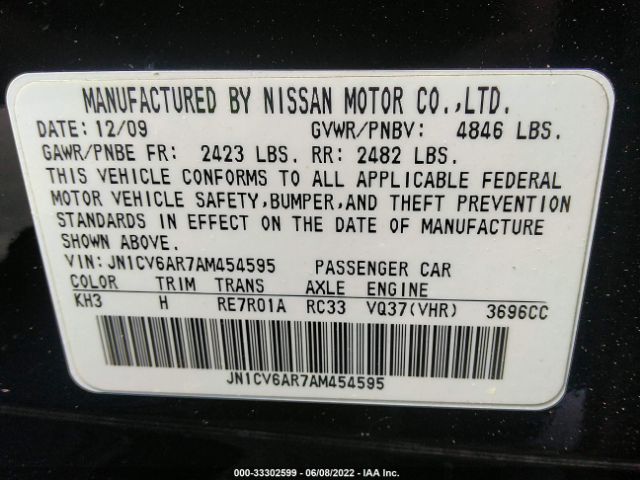 MANUFACTURED BY NISSAN MOTOR CO.,LTD.
DATE: 12/09 GVWR/PNBV: 4846 LBS.
GAWR/PNBE FR: 2423 LBS. RR: 2482 LBS.
THIS VEHICLE CONFORMS TO ALL APPLICABLE FEDERAL
MOTOR VEHICLE SAFETY,BUMPER,AND THEFT PREVENTION
STANDARDS IN EFFECT ON THE DATE OF MANUFACTURE
SHOWN ABOVE.
VIN:JN1CV6AR7AM454595 PASSENGER CAR
COLOR TRIM TRANS AXLE ENGINE
KH3 H RE7R01A RC33 VQ37(VHR) 3696CC
JN1CV6AR7AM454595
000-33302599 - 06/08/2022 - IAA Inc.